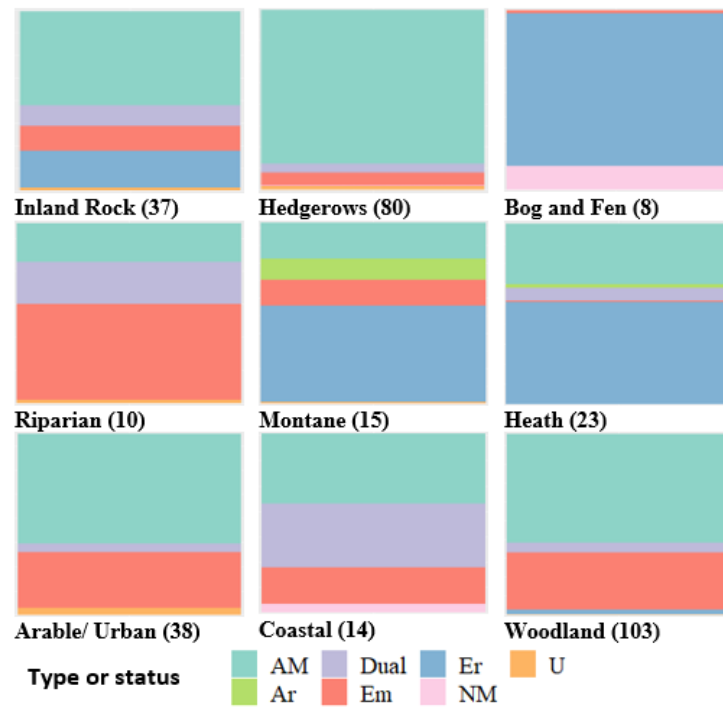 Inland Rock (37) Hedgerows (80) Bog and Fen (8)
Riparian (10) Montane (15) Heath (23)
Arable/ Urban (38) Coastal (14) Woodland (103)
Type or status
AM Dual Er U
Ar Em NM